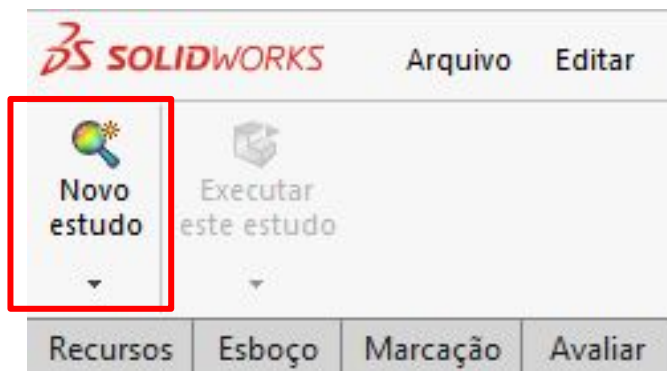 SOLIDWORKS Arquivo Editar
Novo estudo
Executar este estudo
Recursos Esboço Marcação Avaliar